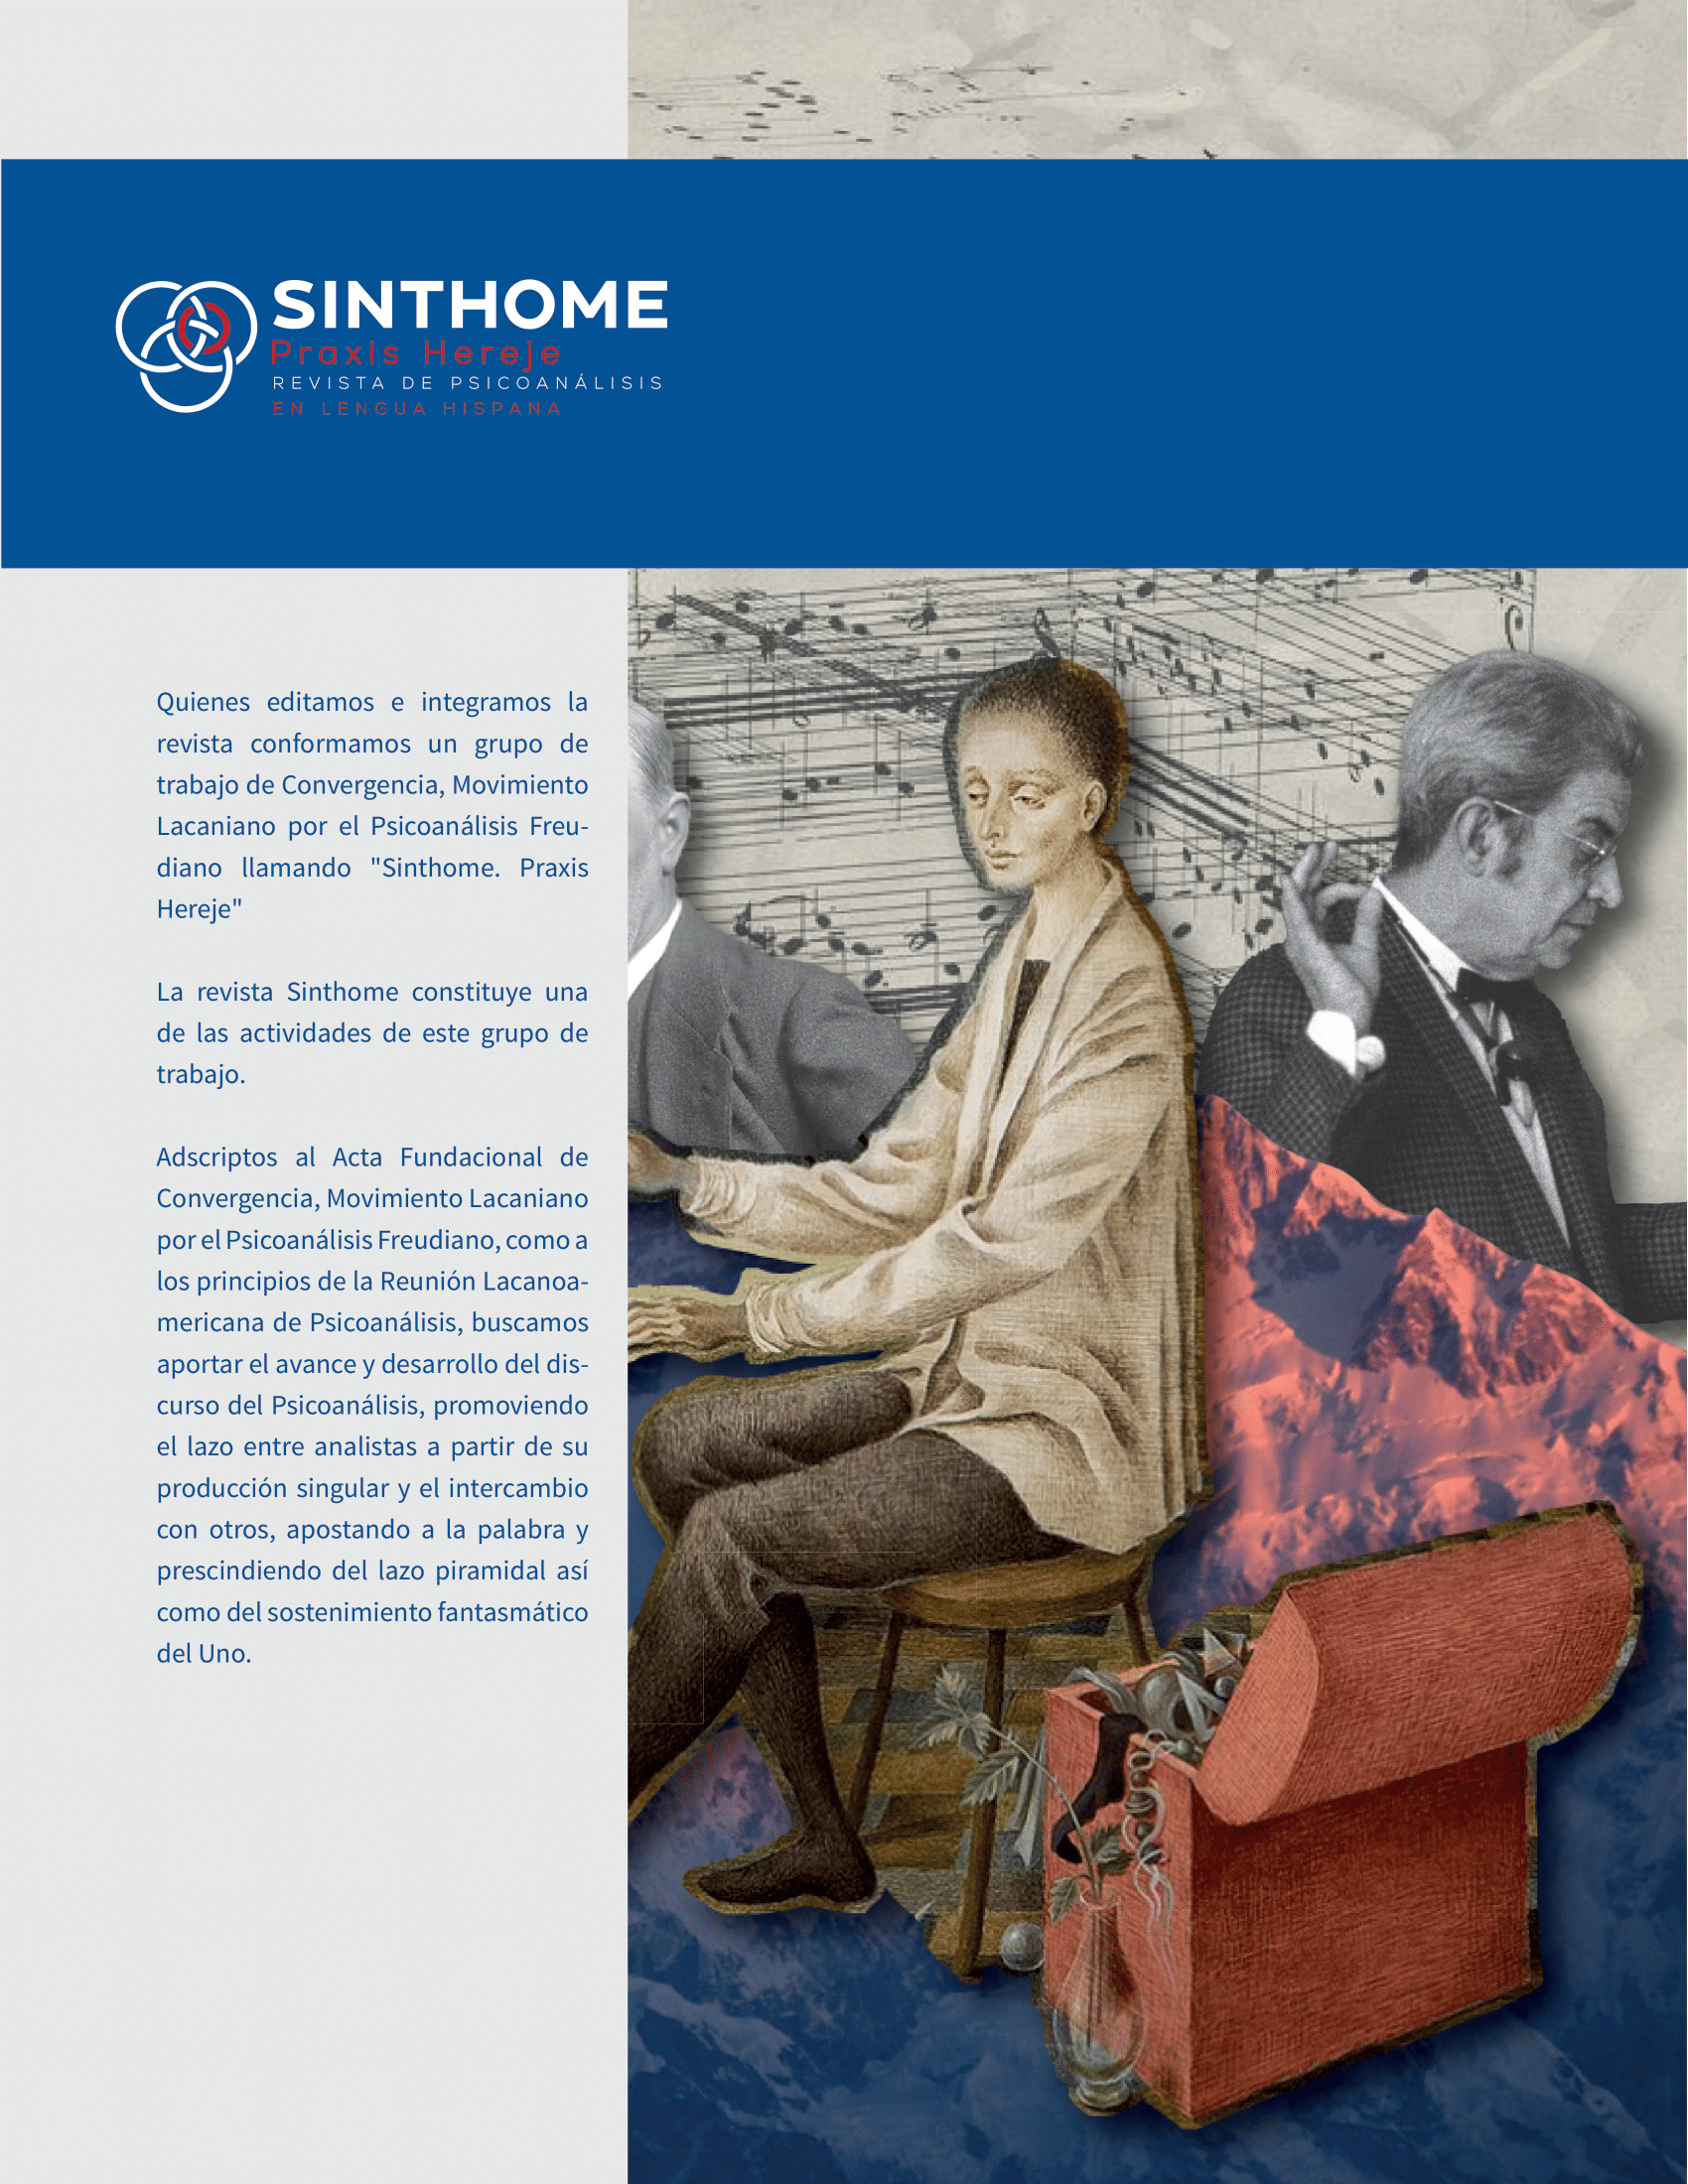 SINTHOME
Praxis Hereje
REVISTA DE PSICOANÁLISIS
EN LENGUA HISPANA
Quienes editamos e integramos la
revista conformamos un grupo de
trabajo de Convergencia, Movimiento
Lacaniano por el Psicoanálisis Freu-
diano llamando "Sinthome. Praxis
Hereje"
La revista Sinthome constituye una
de las actividades de este grupo de
trabajo.
Adscriptos al Acta Fundacional de
Convergencia, Movimiento Lacaniano
por el Psicoanálisis Freudiano, como a
los principios de la Reunión Lacanoa-
mericana de Psicoanálisis, buscamos
aportar el avance y desarrollo del dis-
curso del Psicoanálisis, promoviendo
el lazo entre analistas a partir de su
producción singular y el intercambio
con otros, apostando a la palabra y
prescindiendo del lazo piramidal así
como del sostenimiento fantasmático
del Uno.